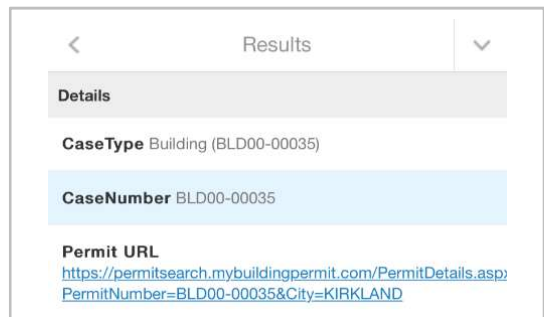 Results
Details
CaseType Building (BLD00-00035)
CaseNumber BLD00-00035
Permit URL
https://permitsearch.mybuildingpermit.com/PermitDetails.aspx
PermitNumber=BLD00-00035&City=KIRKLAND